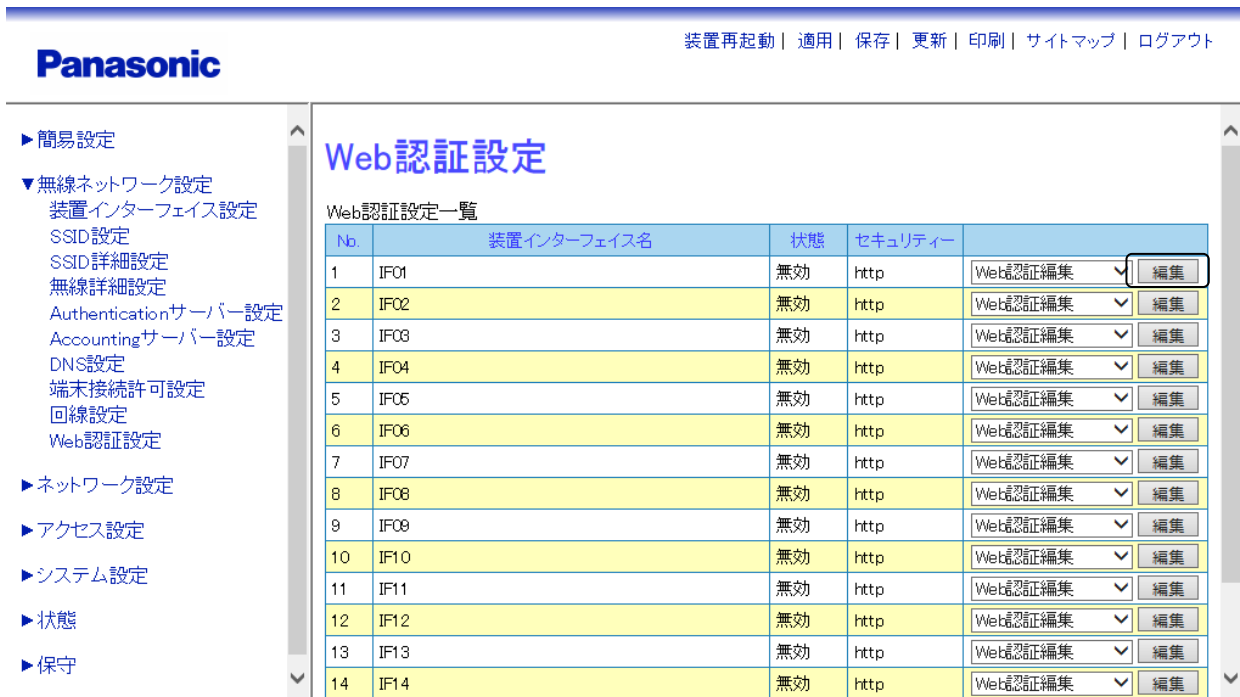 Panasonic
装置再起動| 適用| 保存| 更新| 印刷| サイトマップ| ログアウト
▶簡易設定
▼無線ネットワーク設定
装置インターフェイス設定
SSID設定
SSID詳細設定
無線詳細設定
Authenticationサーバー設定
Accountingサーバー設定
DNS設定
端末接続許可設定
回線設定
Web認証設定
▶ネットワーク設定
▶アクセス設定
▶システム設定
▶状態
▶保守
Web認証設定
Web認証設定一覧
No. 装置インターフェイス名 状態 セキュリティー
1 IF01 無効 http Web認証編集 編集
2 IF02 無効 http Web認証編集 編集
3 IF03 無効 http Web認証編集 編集
4 IF04 無効 http Web認証編集 編集
5 IF05 無効 http Web認証編集 編集
6 IF06 無効 http Web認証編集 編集
7 IF07 無効 http Web認証編集 編集
8 IF08 無効 http Web認証編集 編集
9 IF09 無効 http Web認証編集 編集
10 IF10 無効 http Web認証編集 編集
11 IF11 無効 http Web認証編集 編集
12 IF12 無効 http Web認証編集 編集
13 IF13 無効 http Web認証編集 編集
14 IF14 無効 http Web認証編集 編集